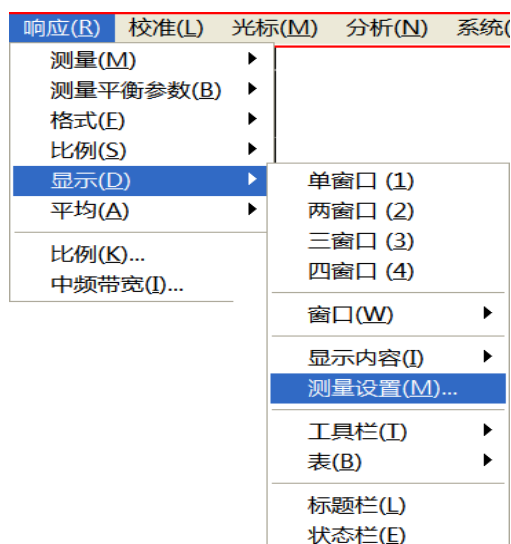 响应(R) 校准(L) 光标(M) 分析(N) 系统(
测量(M)
测量平衡参数(B)
格式(F)
比例(S)
显示(D)
平均(A)
比例(K)...
中频带宽(I)...
单窗口 (1)
两窗口 (2)
三窗口 (3)
四窗口 (4)
窗口(W)
显示内容(I)
测量设置(M)...
工具栏(T)
表(B)
标题栏(L)
状态栏(E)